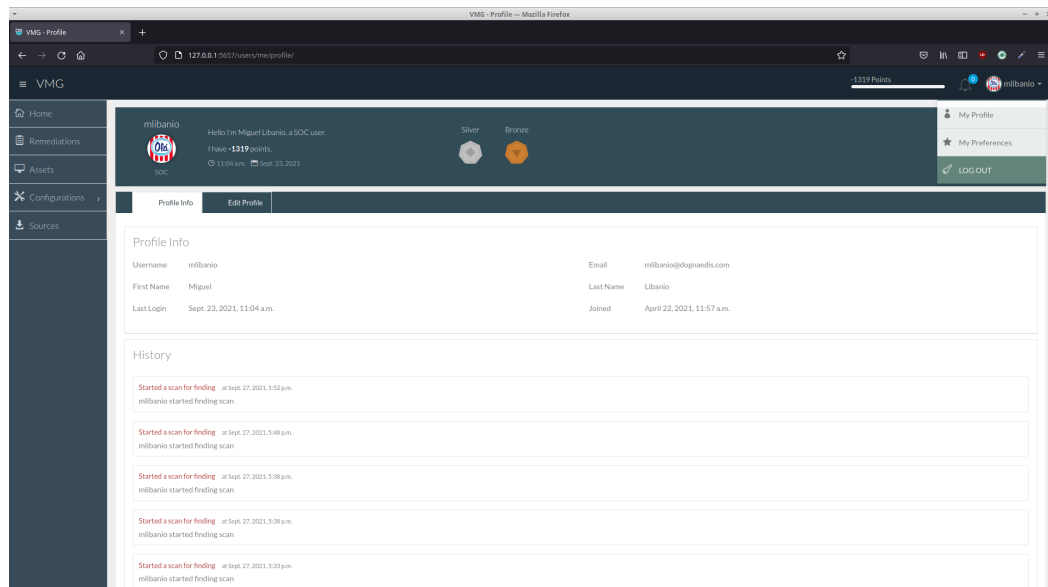 VMG - Profile — Mozilla Firefox
VMG - Profile
127.0.0.1:5657/users/me/profile/
VMG
-1319 Points
0
mlibanio
Home
Remediations
Assets
Configurations
Sources
My Profile
My Preferences
LOG OUT
mlibanio
Olá
SOC
Hello I'm Miguel Libanio, a SOC user.
I have -1319 points.
11:04 a.m. Sept. 23, 2021
Silver Bronze
Profile Info Edit Profile
Profile Info
Username mlibanio Email mlibanio@dognaedis.com
First Name Miguel Last Name Libanio
Last Login Sept. 23, 2021, 11:04 a.m. Joined April 22, 2021, 11:57 a.m.
History
Started a scan for finding at Sept. 27, 2021, 5:52 p.m.
mlibanio started finding scan
Started a scan for finding at Sept. 27, 2021, 5:48 p.m.
mlibanio started finding scan
Started a scan for finding at Sept. 27, 2021, 5:38 p.m.
mlibanio started finding scan
Started a scan for finding at Sept. 27, 2021, 5:38 p.m.
mlibanio started finding scan
Started a scan for finding at Sept. 27, 2021, 5:33 p.m.
mlibanio started finding scan